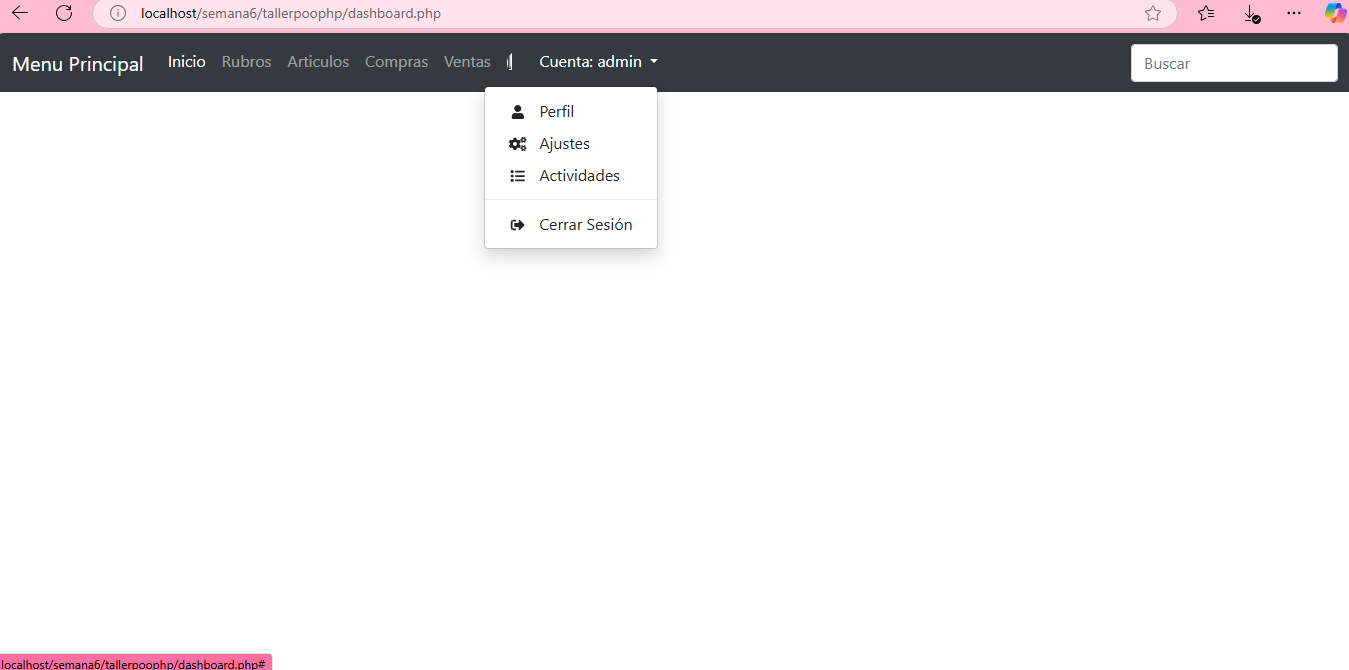 localhost/semana6/tallerpoophp/dashboard.php
Menu Principal Inicio Rubros Articulos Compras Ventas Cuenta: admin Buscar
Perfil
Ajustes
Actividades
Cerrar Sesión
localhost/semana6/tallerpoophp/dashboard.php#